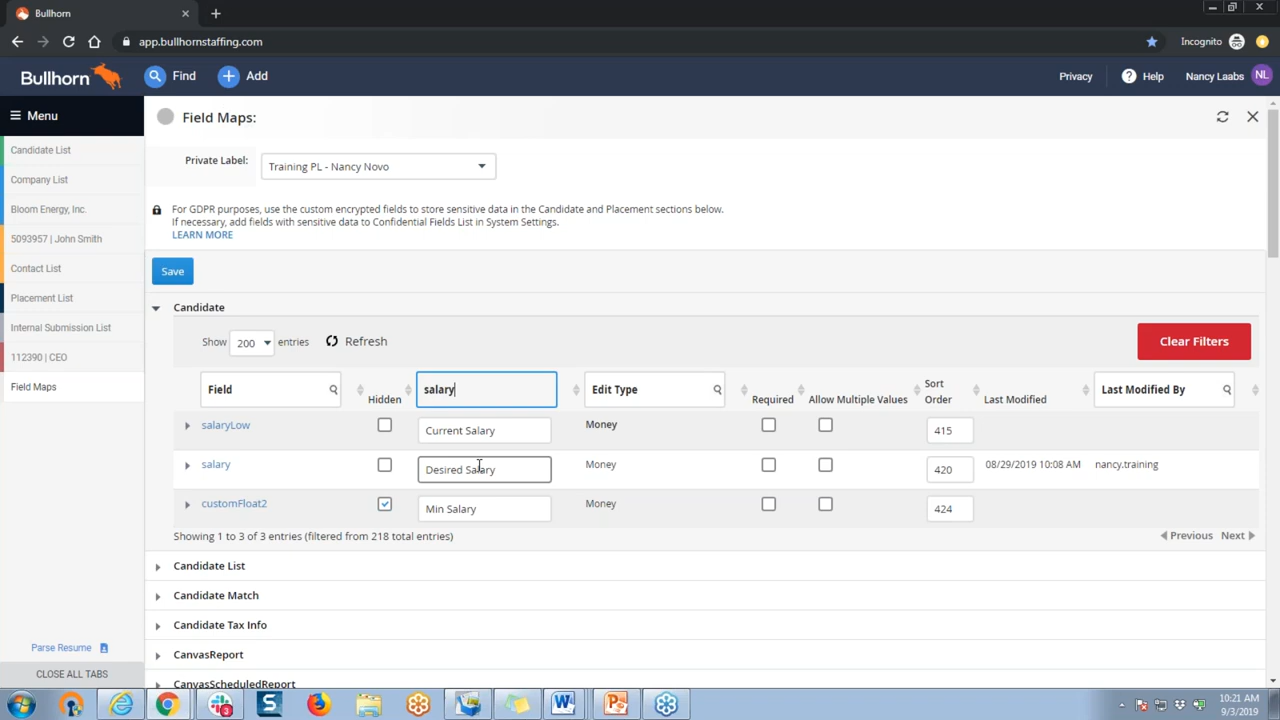 Bullhorn
app.bullhornstaffing.com
Incognito
Bullhorn
Find
Add
Privacy
Help
Nancy Laabs
NL
Menu
Candidate List
Company List
Bloom Energy, Inc.
5093957 | John Smith
Contact List
Placement List
Internal Submission List
112390 | CEO
Field Maps
Parse Resume
CLOSE ALL TABS
Field Maps:
Private Label:
Training PL - Nancy Novo
For GDPR purposes, use the custom encrypted fields to store sensitive data in the Candidate and Placement sections below.
If necessary, add fields with sensitive data to Confidential Fields List in System Settings.
LEARN MORE
Save
Candidate
Show 200 entries Refresh
Clear Filters
Field Hidden salary Edit Type Required Allow Multiple Values Sort Order Last Modified Last Modified By
salaryLow Current Salary Money 415
salary Desired Salary Money 420 08/29/2019 10:08 AM nancy.training
customFloat2 Min Salary Money 424
Showing 1 to 3 of 3 entries (filtered from 218 total entries)
Previous Next
Candidate List
Candidate Match
Candidate Tax Info
CanvasReport
CanvasScheduledReport
3
10:21 AM
9/3/2019